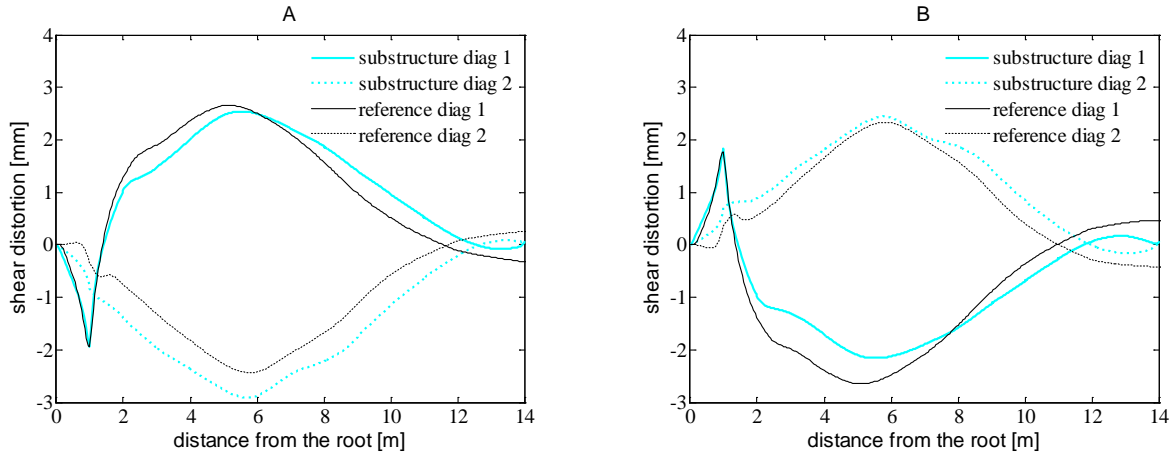 A
shear distortion [mm]
4
3
2
1
0
-1
-2
-3
substructure diag 1
substructure diag 2
reference diag 1
reference diag 2
0 2 4 6 8 10 12 14
distance from the root [m]
B
shear distortion [mm]
4
3
2
1
0
-1
-2
-3
substructure diag 1
substructure diag 2
reference diag 1
reference diag 2
0 2 4 6 8 10 12 14
distance from the root [m]